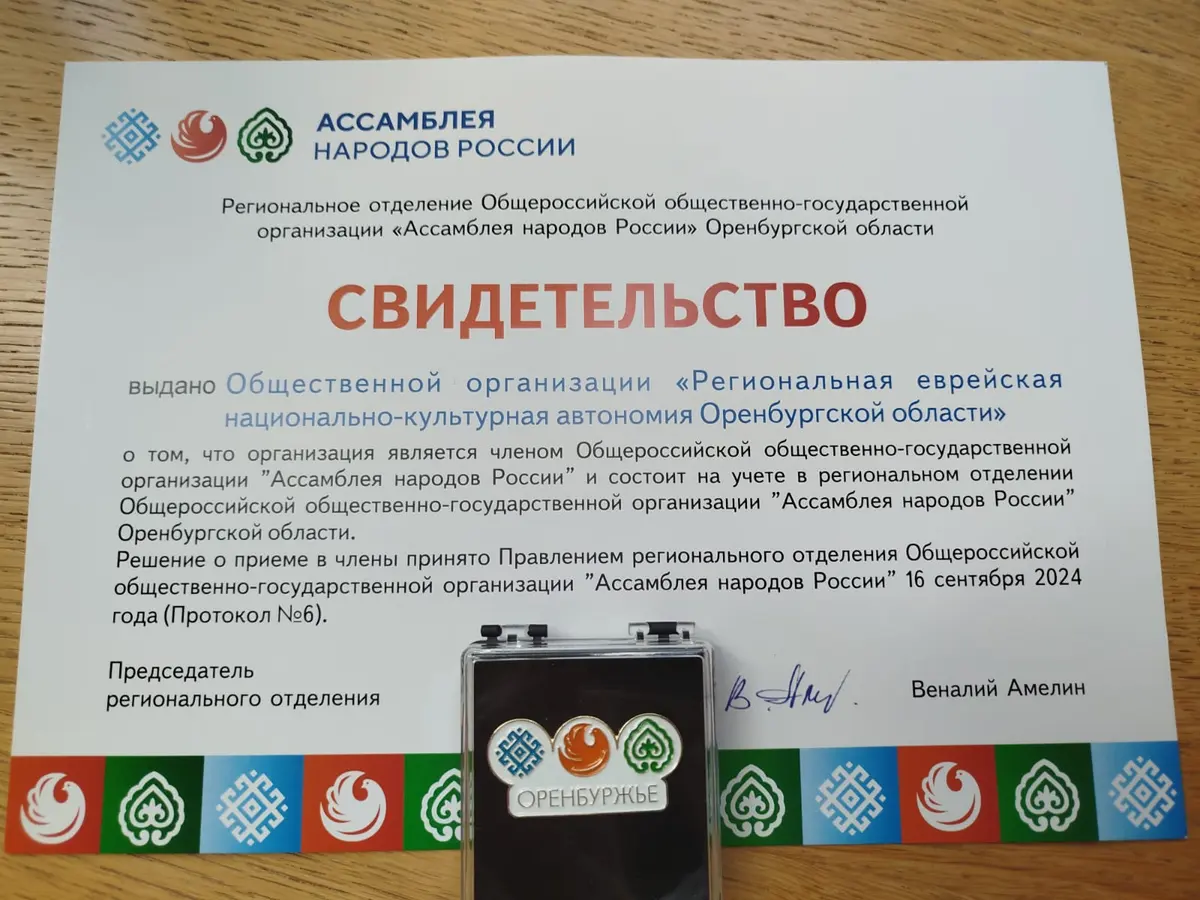 АССАМБЛЕЯ
НАРОДОВ РОССИИ
Региональное отделение Общероссийской общественно-государственной
организации «Ассамблея народов России» Оренбургской области
СВИДЕТЕЛЬСТВО
выдано Общественной организации «Региональная еврейская
национально-культурная автономия Оренбургской области»
о том, что организация является членом Общероссийской общественно-государственной
организации "Ассамблея народов России" и состоит на учете в региональном отделении
Общероссийской общественно-государственной организации "Ассамблея народов России"
Оренбургской области.
Решение о приеме в члены принято Правлением регионального отделения Общероссийской
общественно-государственной организации "Ассамблея народов России" 16 сентября 2024
года (Протокол №6).
Председатель
регионального отделения
Веналий Амелин
ОРЕНБУРЖЬЕ